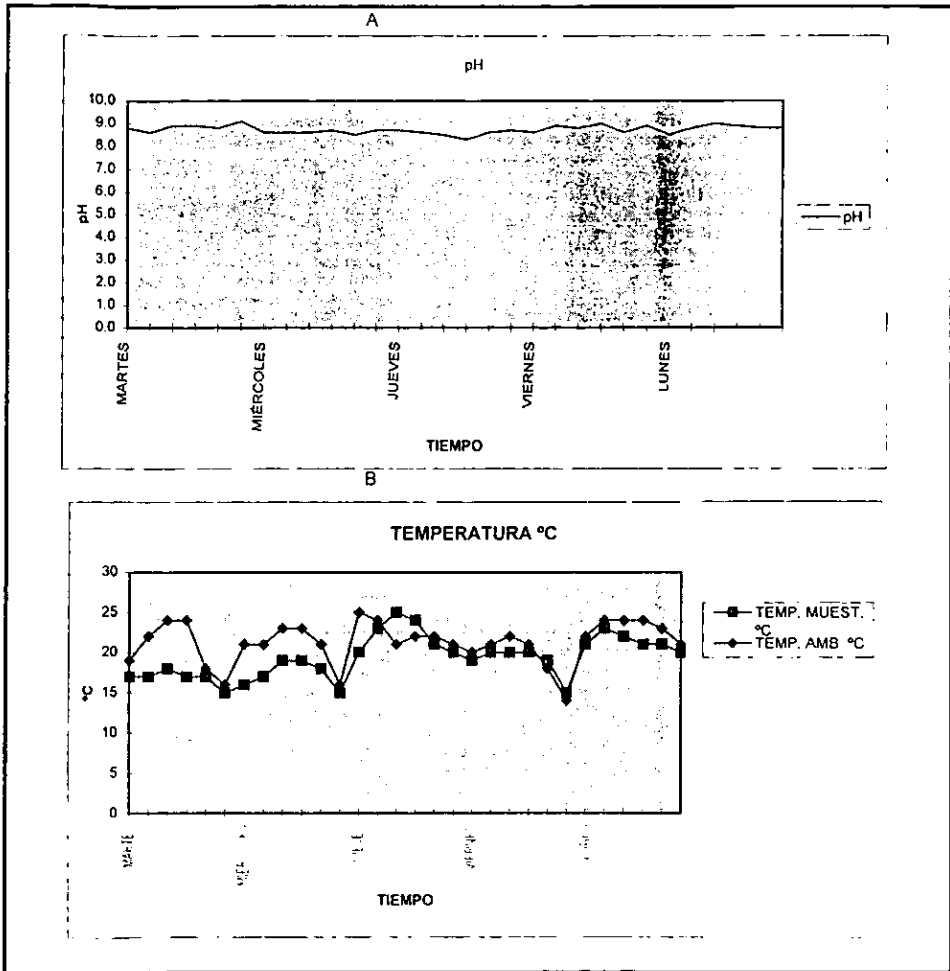 A
pH
10.0
9.0
8.0
7.0
6.0
5.0
4.0
3.0
2.0
1.0
0.0
pH
pH
MARTES
MIÉRCOLES
JUEVES
VIERNES
LUNES
TIEMPO
B
TEMPERATURA ºC
30
25
20
15
10
5
0
ºC
TEMP. MUEST.
ºC
TEMP. AMB ºC
MARTE
TIEMPO